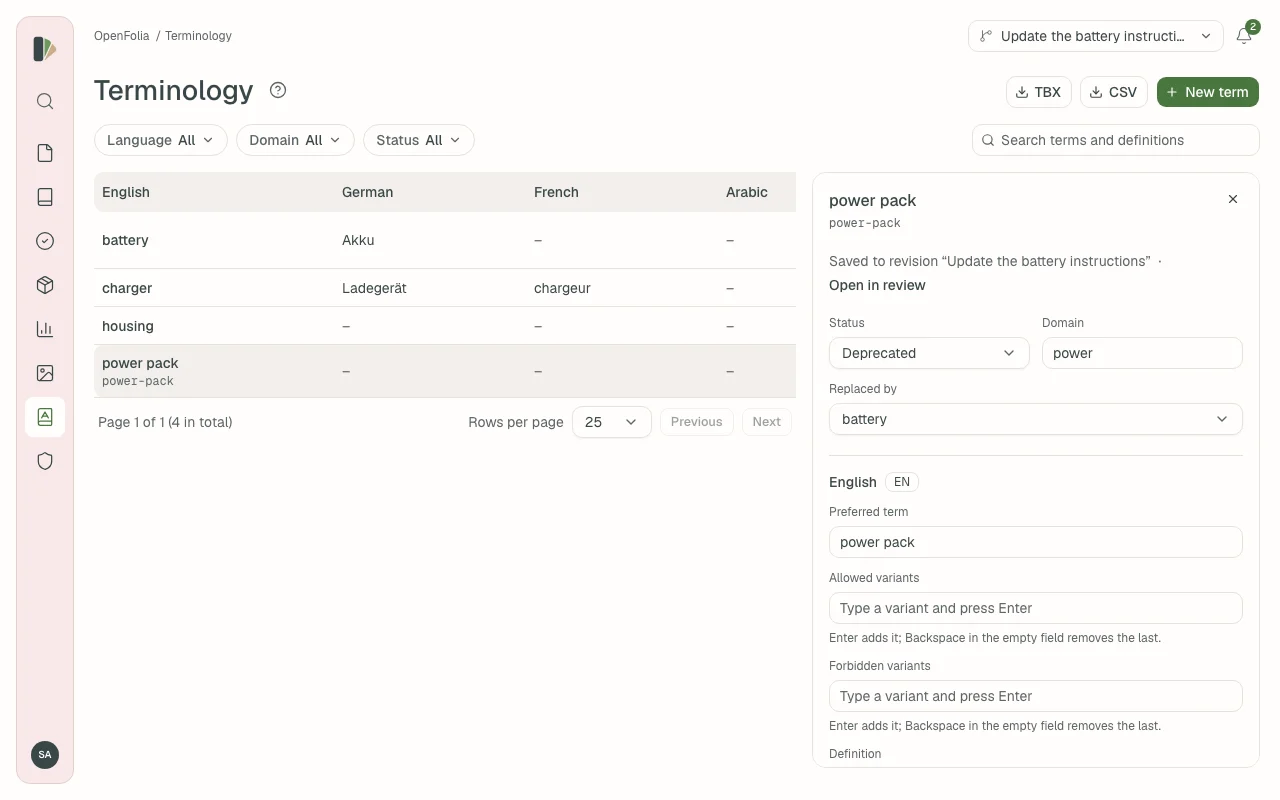 OpenFolia / Terminology
Update the battery instructi...
2
Terminology
TBX
CSV
New term
Language All
Domain All
Status All
Search terms and definitions
English German French Arabic
battery Akku – –
charger Ladegerät chargeur –
housing – – –
power pack
power-pack
– – –
Page 1 of 1 (4 in total)
Rows per page 25 Previous Next
power pack
power-pack
Saved to revision “Update the battery instructions” ·
Open in review
Status Domain
Deprecated power
Replaced by
battery
English EN
Preferred term
power pack
Allowed variants
Type a variant and press Enter
Enter adds it; Backspace in the empty field removes the last.
Forbidden variants
Type a variant and press Enter
Enter adds it; Backspace in the empty field removes the last.
Definition
SA